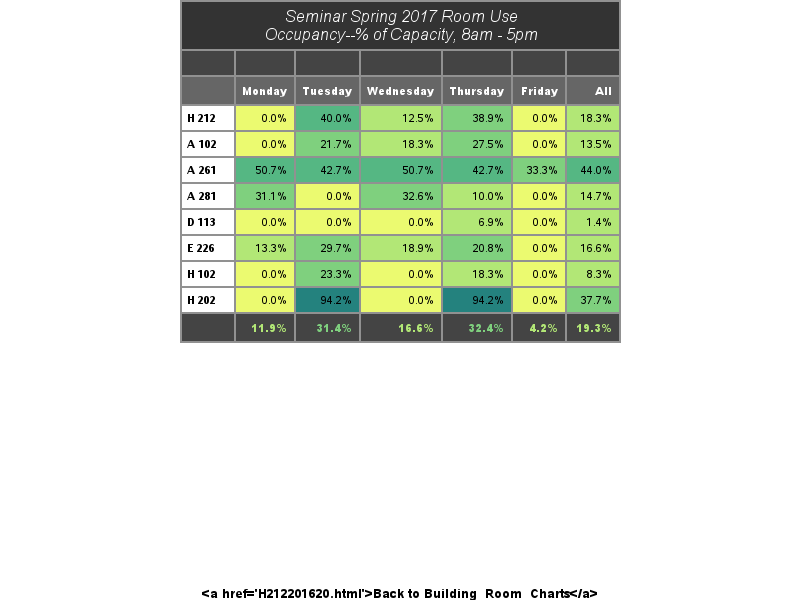 Seminar Spring 2017 Room Use
Occupancy--% of Capacity, 8am - 5pm
Monday Tuesday Wednesday Thursday Friday All
H 212 0.0% 40.0% 12.5% 38.9% 0.0% 18.3%
A 102 0.0% 21.7% 18.3% 27.5% 0.0% 13.5%
A 261 50.7% 42.7% 50.7% 42.7% 33.3% 44.0%
A 281 31.1% 0.0% 32.6% 10.0% 0.0% 14.7%
D 113 0.0% 0.0% 0.0% 6.9% 0.0% 1.4%
E 226 13.3% 29.7% 18.9% 20.8% 0.0% 16.6%
H 102 0.0% 23.3% 0.0% 18.3% 0.0% 8.3%
H 202 0.0% 94.2% 0.0% 94.2% 0.0% 37.7%
11.9% 31.4% 16.6% 32.4% 4.2% 19.3%
<a href='H212201620.html'>Back to Building_Room_Charts</a>